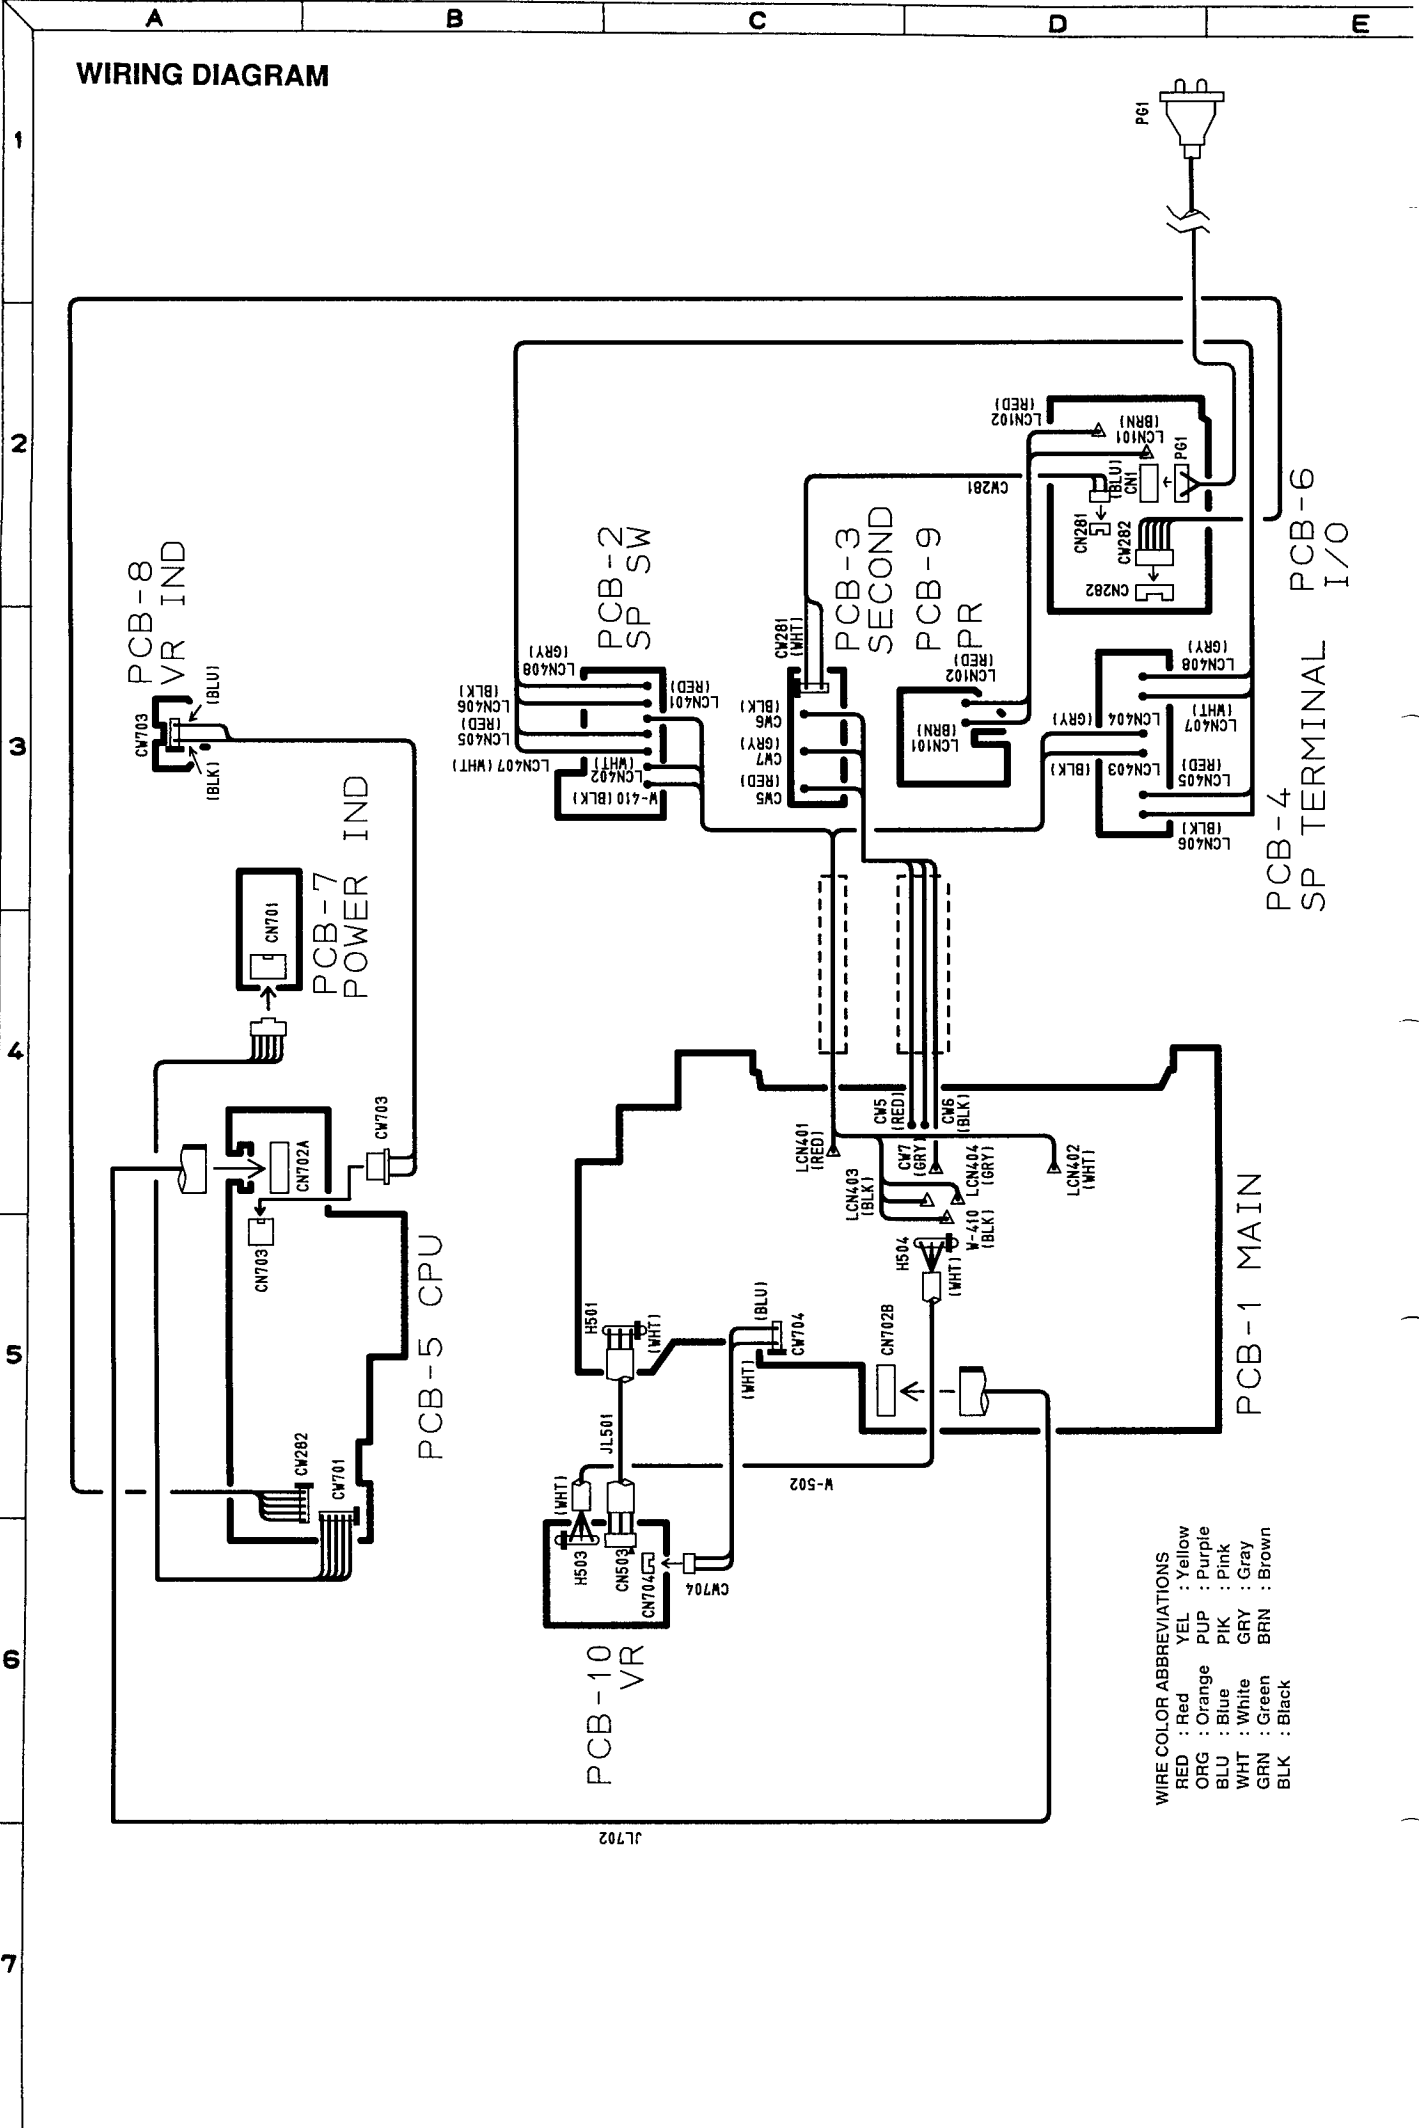 A B C D E
WIRING DIAGRAM
1
2
3
4
5
6
7
PG1
PCB-8
VR IND
CW703
(BLU)
(BLK)
PCB-7
POWER IND
CN701
CW703
CN702A
CN703
PCB-5 CPU
CW282
CW701
PCB-2
SP SW
LCN408
(GRY)
LCN406
(BLK)
LCN405
(RED)
LCN407 (WHT)
LCN401
(RED)
LCN402
(WHT)
W-410 (BLK)
PCB-3
SECOND
CW281
(WHT)
CW6
(BLK)
CW7
(GRY)
CW5
(RED)
CW281
PCB-9
PR
LCN102
(RED)
LCN101
(BRN)
LCN102
(RED)
LCN101
(BRN)
(BLU)
CN1
PG1
CN281
CW282
CN282
PCB-6
I/O
PCB-4
SP TERMINAL
LCN408
(GRY)
LCN407
(WHT)
LCN404
(GRY)
LCN403
(BLK)
LCN405
(RED)
LCN406
(BLK)
LCN401
(RED)
CW5
(RED)
CW6
(BLK)
CW7
(GRY)
LCN404
(GRY)
LCN403
(BLK)
LCN402
(WHT)
W-410
(BLK)
H504
(WHT)
CN702B
PCB-1 MAIN
H501
(WHT)
(BLU)
CW704
(WHT)
JL501
W-502
(WHT)
H503
CN503
CN704
CW704
PCB-10
VR
JL702
WIRE COLOR ABBREVIATIONS
RED : Red YEL : Yellow
ORG : Orange PUP : Purple
BLU : Blue PIK : Pink
WHT : White GRY : Gray
GRN : Green BRN : Brown
BLK : Black